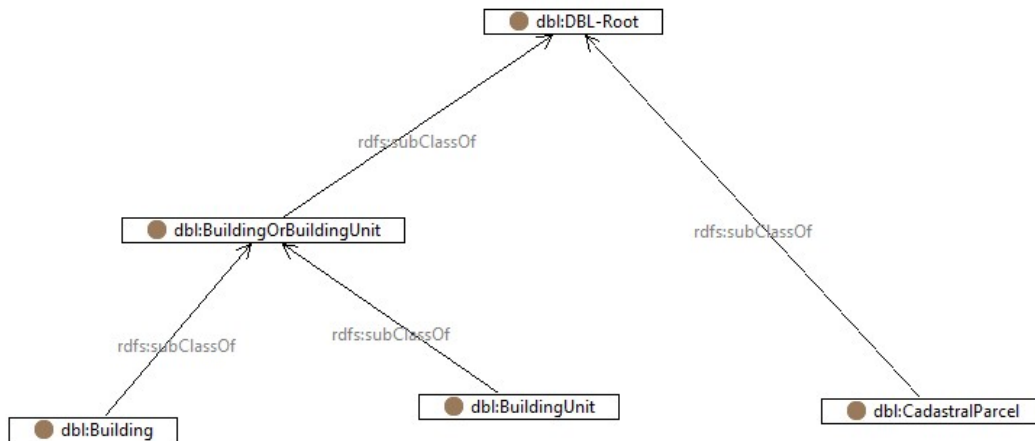 dbl:DBL-Root
rdfs:subClassOf
dbl:BuildingOrBuildingUnit
rdfs:subClassOf
rdfs:subClassOf
rdfs:subClassOf
dbl:BuildingUnit
dbl:CadastralParcel
dbl:Building